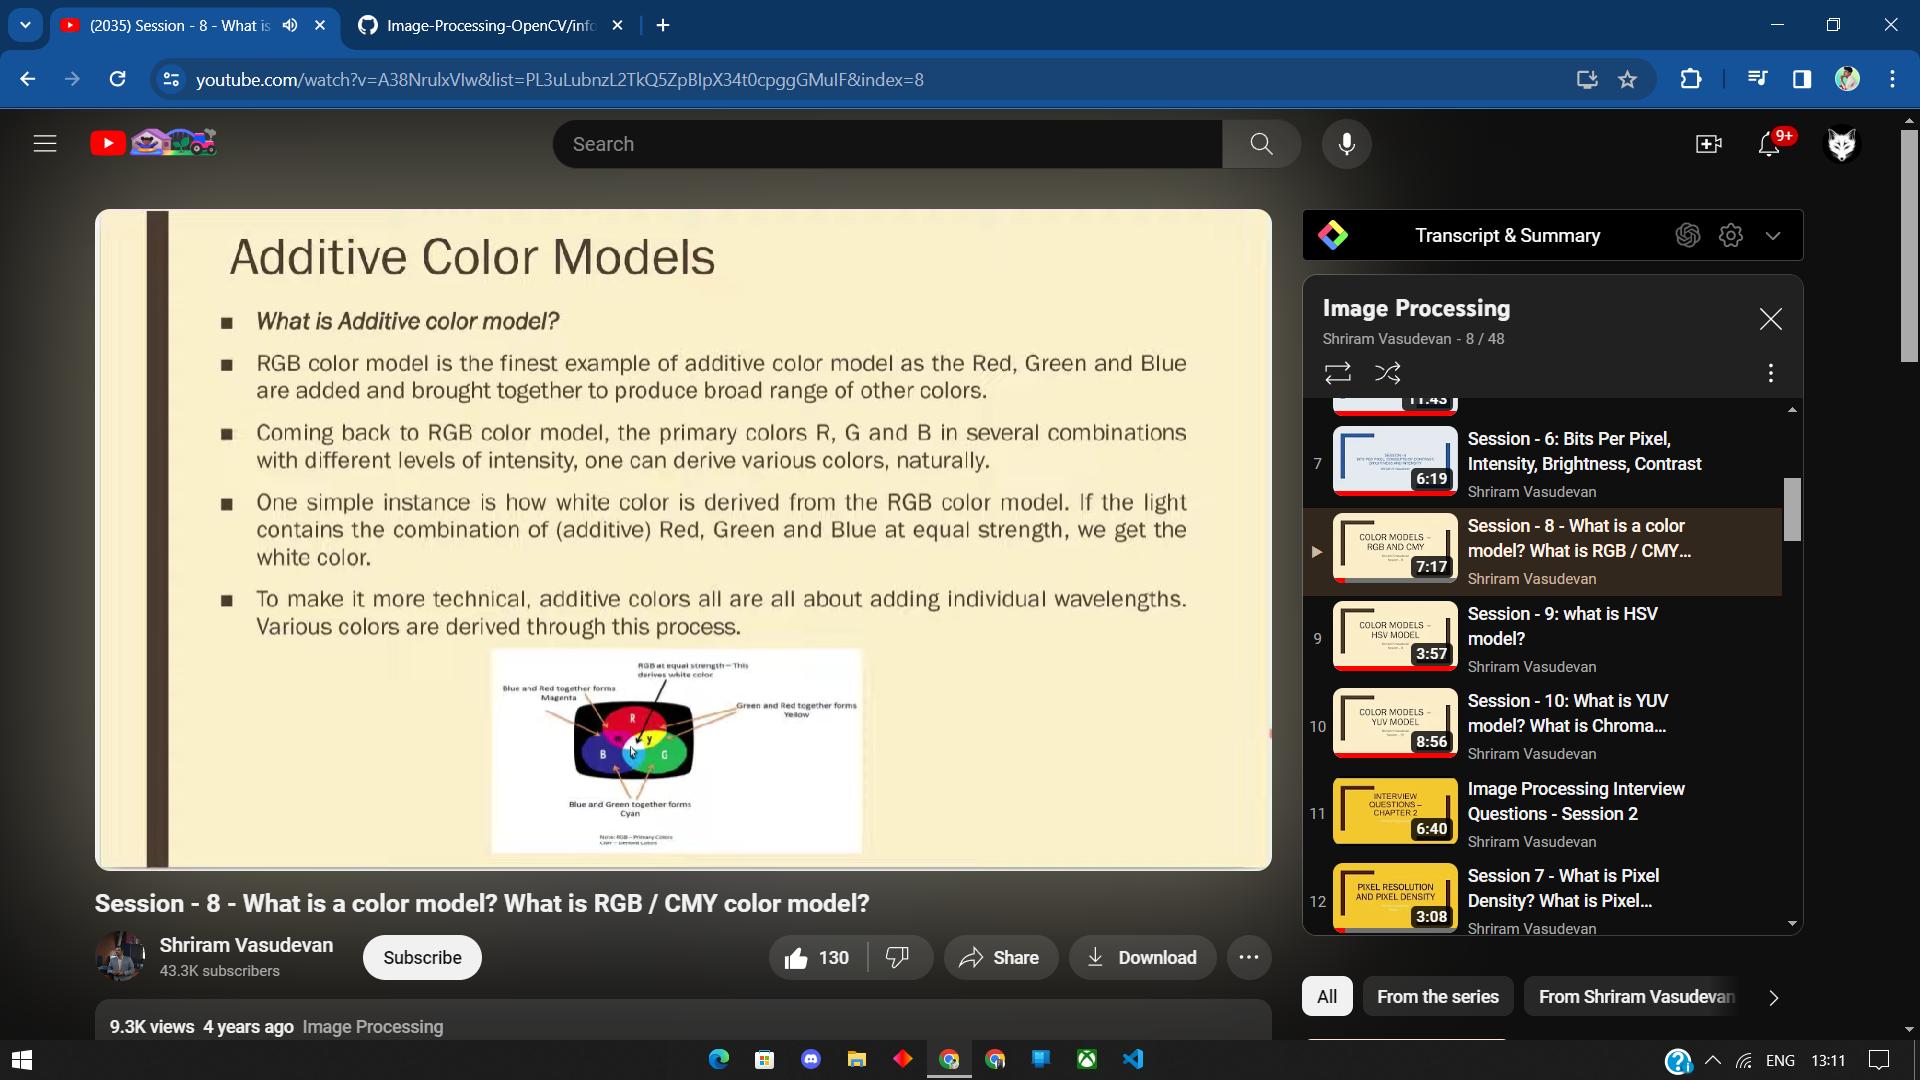 (2035) Session - 8 - What is
Image-Processing-OpenCV/info
youtube.com/watch?v=A38NrulxVlw&list=PL3uLubnzL2TkQ5ZpBlpX34t0cpggGMuIF&index=8
Search
9+
Additive Color Models
■ What is Additive color model?
■ RGB color model is the finest example of additive color model as the Red, Green and Blue
are added and brought together to produce broad range of other colors.
■ Coming back to RGB color model, the primary colors R, G and B in several combinations
with different levels of intensity, one can derive various colors, naturally.
■ One simple instance is how white color is derived from the RGB color model. If the light
contains the combination of (additive) Red, Green and Blue at equal strength, we get the
white color.
■ To make it more technical, additive colors all are all about adding individual wavelengths.
Various colors are derived through this process.
RGB at equal strength – This
derives white color
Blue and Red together forms
Magenta
Green and Red together forms
Yellow
R
m
y
B
G
Blue and Green together forms
Cyan
Note: RGB – Primary Colors
CMY – Derived Colors
Session - 8 - What is a color model? What is RGB / CMY color model?
Shriram Vasudevan
43.3K subscribers
Subscribe
130
Share
Download
9.3K views 4 years ago Image Processing
Transcript & Summary
Image Processing
Shriram Vasudevan - 8 / 48
11:43
7
6:19
Session - 6: Bits Per Pixel,
Intensity, Brightness, Contrast
Shriram Vasudevan
COLOR MODELS –
RGB AND CMY
7:17
Session - 8 - What is a color
model? What is RGB / CMY...
Shriram Vasudevan
9
COLOR MODELS –
HSV MODEL
3:57
Session - 9: what is HSV
model?
Shriram Vasudevan
10
COLOR MODELS –
YUV MODEL
8:56
Session - 10: What is YUV
model? What is Chroma...
Shriram Vasudevan
11
INTERVIEW
QUESTIONS –
CHAPTER 2
6:40
Image Processing Interview
Questions - Session 2
Shriram Vasudevan
12
PIXEL RESOLUTION
AND PIXEL DENSITY
3:08
Session 7 - What is Pixel
Density? What is Pixel...
Shriram Vasudevan
All
From the series
From Shriram Vasudevan
ENG
13:11